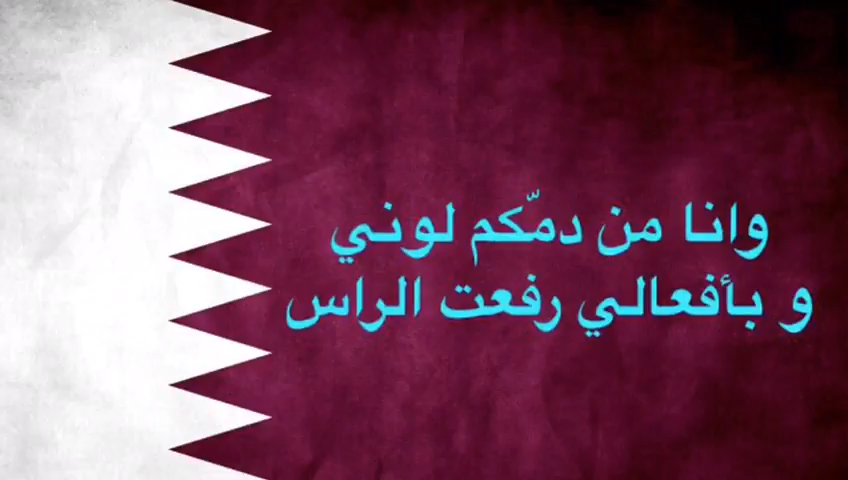 وانا من دمّكم لوني
و بأفعالي رفعت الراس